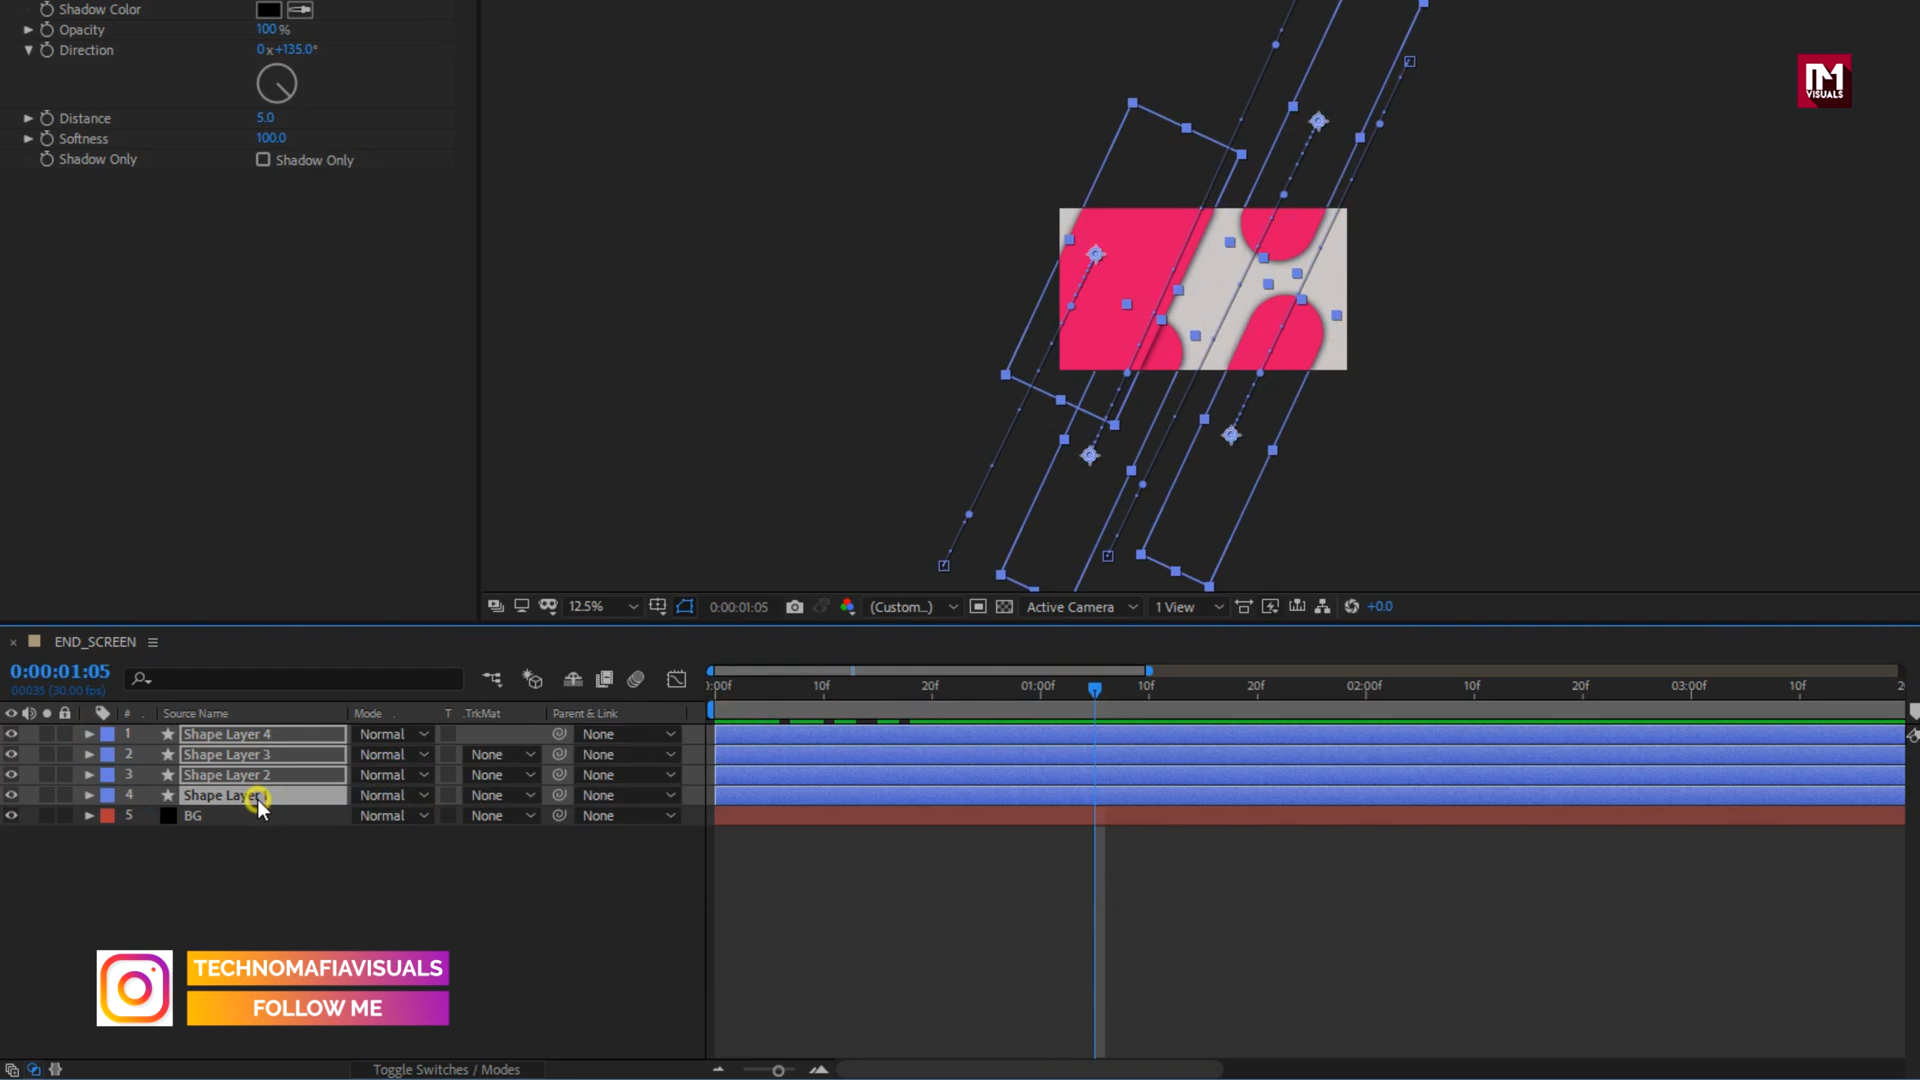 Shadow Color
Opacity 100 %
Direction 0x+135.0°
Distance 5.0
Softness 100.0
Shadow Only Shadow Only
M VISUALS
12.5% 0:00:01:05 (Custom...) Active Camera 1 View +0.0
× END_SCREEN
0:00:01:05
00035 (30.00 fps)
:00f 10f 20f 01:00f 10f 20f 02:00f 10f 20f 03:00f 10f 2
# . Source Name Mode . T .TrkMat Parent & Link
1 Shape Layer 4 Normal None
2 Shape Layer 3 Normal None None
3 Shape Layer 2 Normal None None
4 Shape Laye Normal None None
5 BG Normal None None
TECHNOMAFIAVISUALS
FOLLOW ME
Toggle Switches / Modes